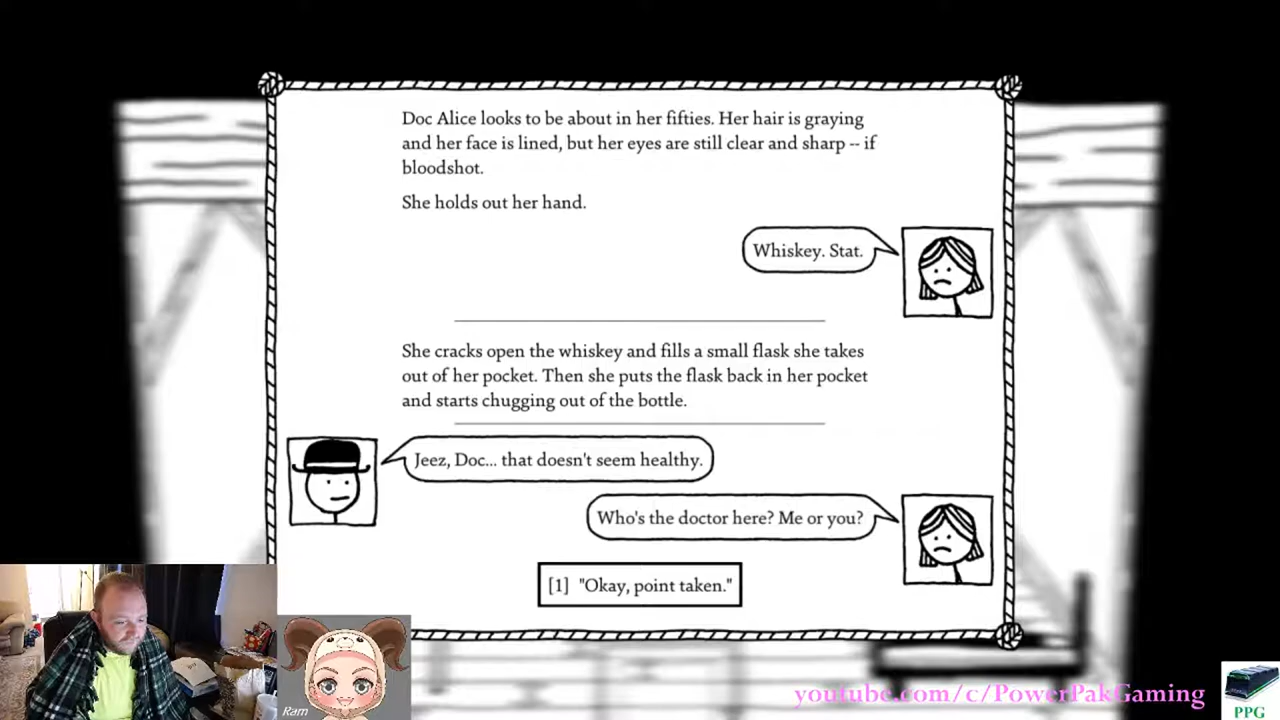 Doc Alice looks to be about in her fifties. Her hair is graying
and her face is lined, but her eyes are still clear and sharp -- if
bloodshot.
She holds out her hand.
Whiskey. Stat.
She cracks open the whiskey and fills a small flask she takes
out of her pocket. Then she puts the flask back in her pocket
and starts chugging out of the bottle.
Jeez, Doc... that doesn't seem healthy.
Who's the doctor here? Me or you?
[1] "Okay, point taken."
Ram
youtube.com/c/PowerPakGaming
PPG